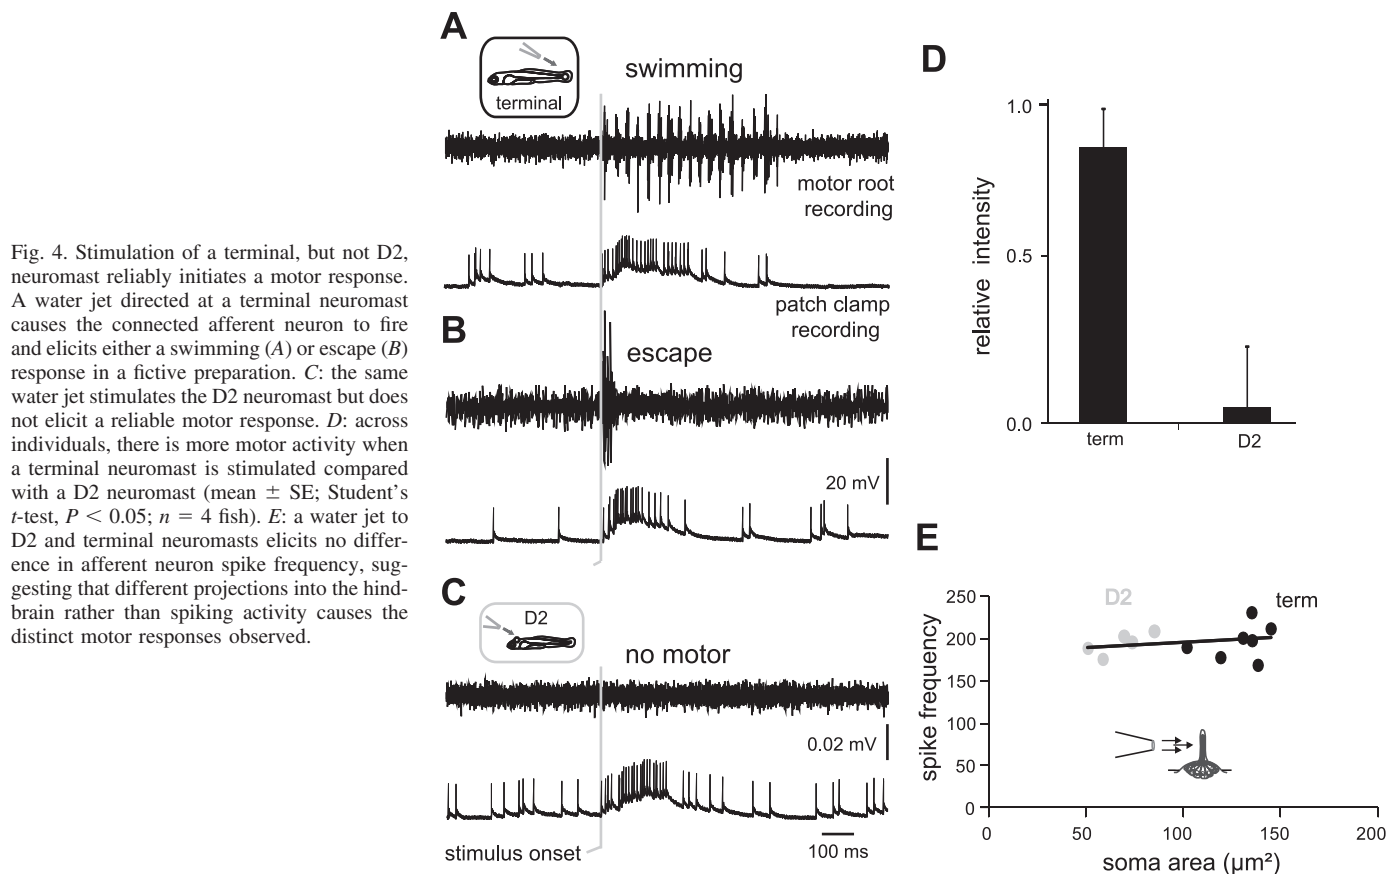 Fig. 4. Stimulation of a terminal, but not D2,
neuromast reliably initiates a motor response.
A water jet directed at a terminal neuromast
causes the connected afferent neuron to fire
and elicits either a swimming (A) or escape (B)
response in a fictive preparation. C: the same
water jet stimulates the D2 neuromast but does
not elicit a reliable motor response. D: across
individuals, there is more motor activity when
a terminal neuromast is stimulated compared
with a D2 neuromast (mean ± SE; Student's
t-test, P < 0.05; n = 4 fish). E: a water jet to
D2 and terminal neuromasts elicits no differ-
ence in afferent neuron spike frequency, sug-
gesting that different projections into the hind-
brain rather than spiking activity causes the
distinct motor responses observed.
A
terminal
swimming
motor root
recording
patch clamp
recording
B
escape
20 mV
C
D2
no motor
0.02 mV
stimulus onset
100 ms
D
relative intensity
1.0
0.5
0.0
term
D2
E
spike frequency
250
200
150
100
50
0
D2
term
0
50
100
150
200
soma area (µm²)